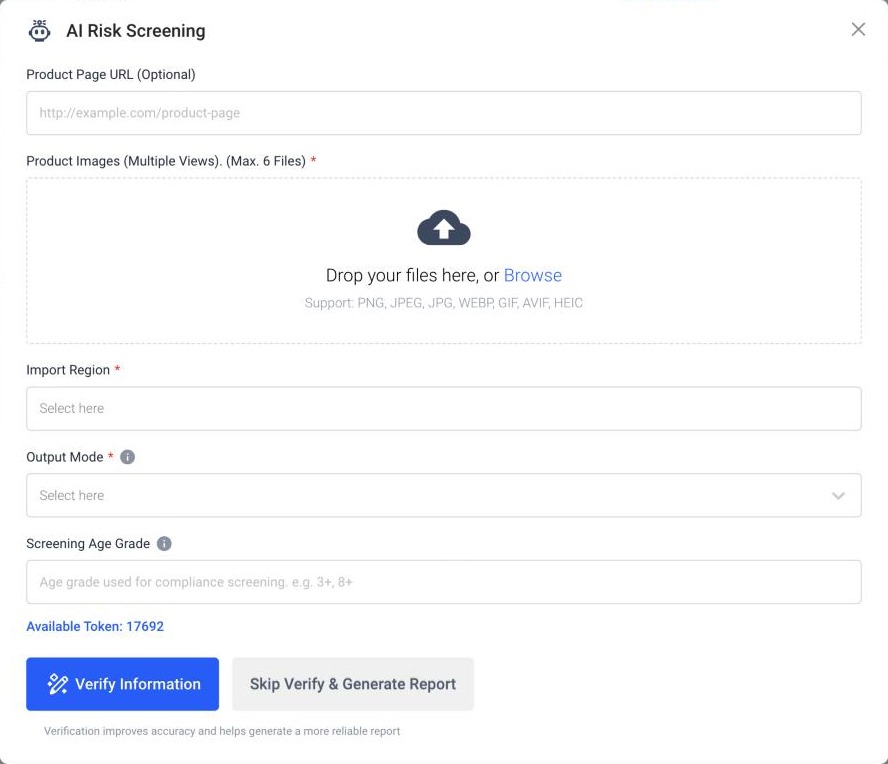 AI Risk Screening
Product Page URL (Optional)
http://example.com/product-page
Product Images (Multiple Views). (Max. 6 Files) *
Drop your files here, or Browse
Support: PNG, JPEG, JPG, WEBP, GIF, AVIF, HEIC
Import Region *
Select here
Output Mode *
Select here
Screening Age Grade
Age grade used for compliance screening. e.g. 3+, 8+
Available Token: 17692
Verify Information
Skip Verify & Generate Report
Verification improves accuracy and helps generate a more reliable report